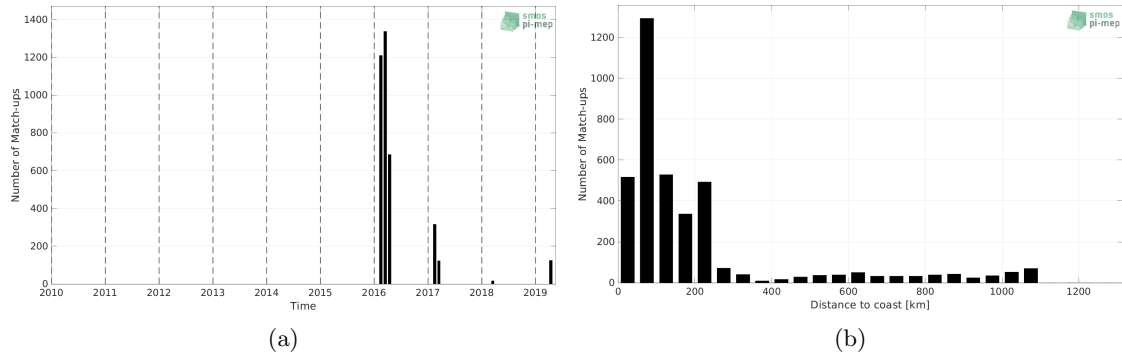 smos
pi-mep
Number of Match-ups
1400
1200
1000
800
600
400
200
0
2010 2011 2012 2013 2014 2015 2016 2017 2018 2019
Time
(a)
smos
pi-mep
Number of Match-ups
1200
1000
800
600
400
200
0
0 200 400 600 800 1000 1200
Distance to coast [km]
(b)